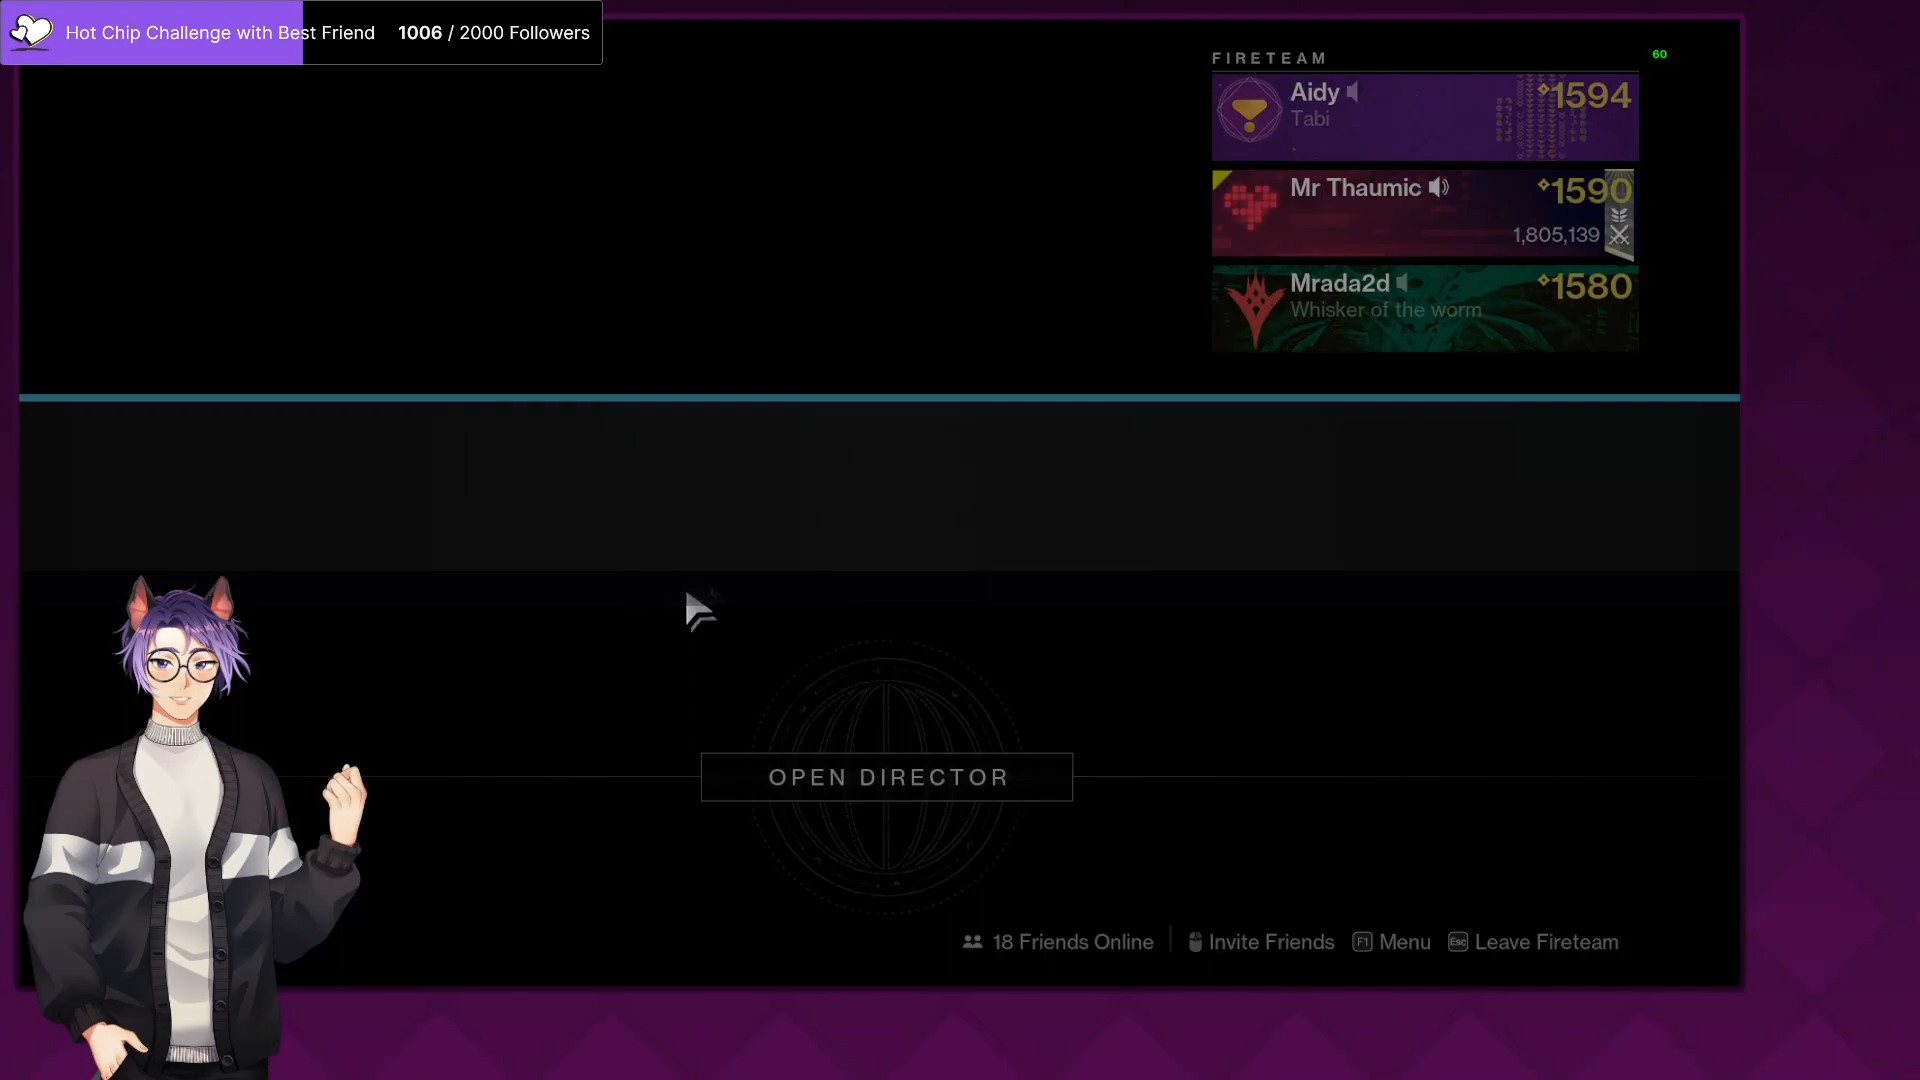 Hot Chip Challenge with Best Friend 1006 / 2000 Followers
FIRETEAM
60
Aidy
1594
Tabi
Mr Thaumic
1590
1,805,139
Mrada2d
1580
Whisker of the worm
OPEN DIRECTOR
18 Friends Online
Invite Friends
F1 Menu
Esc Leave Fireteam